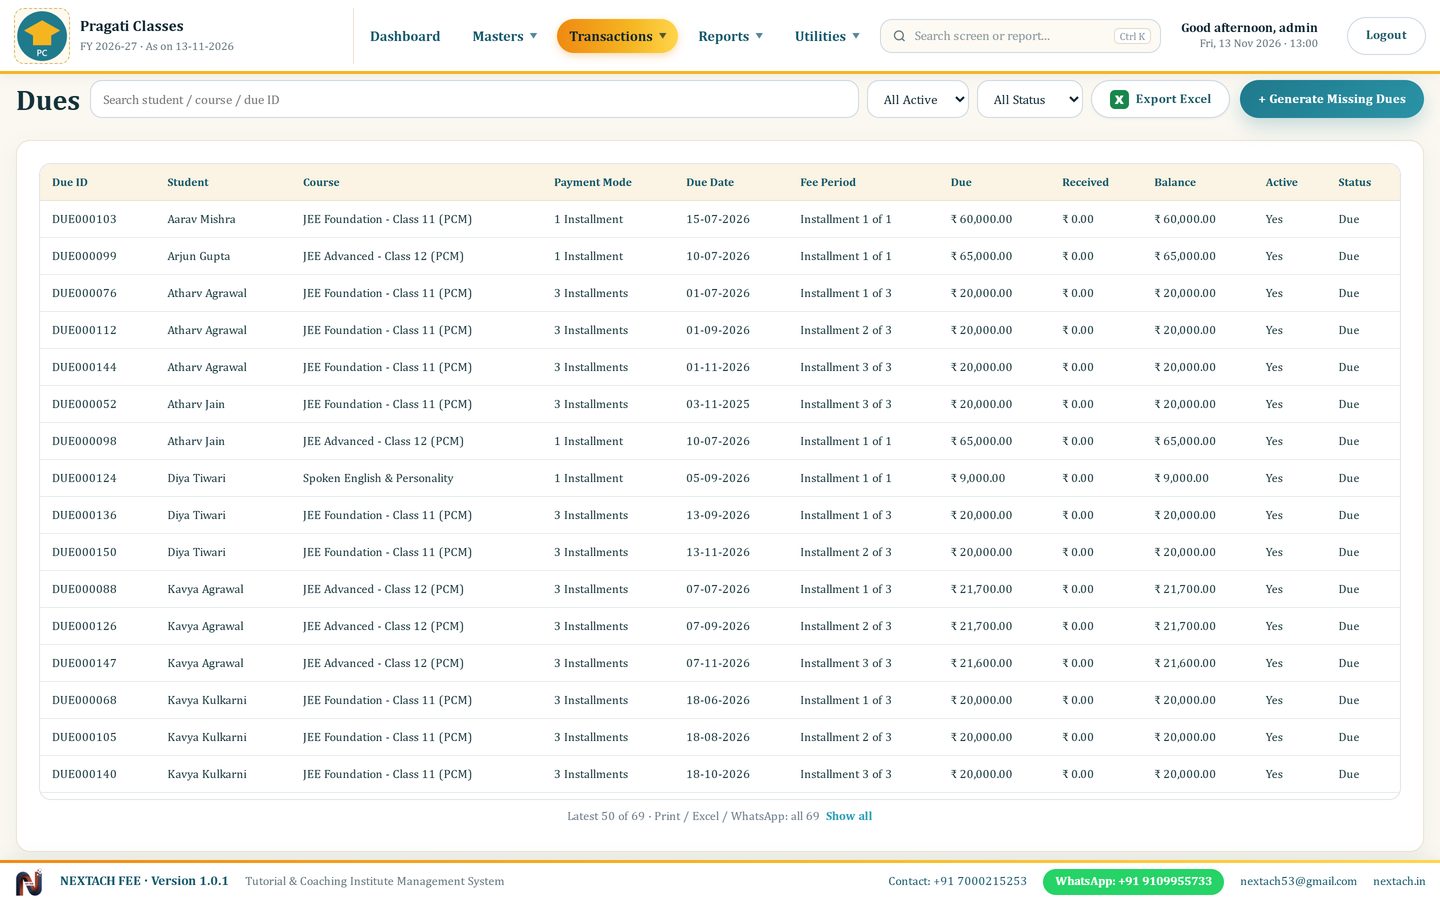 PC
Pragati Classes
FY 2026-27 · As on 13-11-2026
Dashboard Masters ▼ Transactions ▼ Reports ▼ Utilities ▼
Search screen or report... Ctrl K
Good afternoon, admin
Fri, 13 Nov 2026 · 13:00
Logout
Dues Search student / course / due ID All Active All Status X Export Excel + Generate Missing Dues
Due ID Student Course Payment Mode Due Date Fee Period Due Received Balance Active Status
DUE000103 Aarav Mishra JEE Foundation - Class 11 (PCM) 1 Installment 15-07-2026 Installment 1 of 1 ₹ 60,000.00 ₹ 0.00 ₹ 60,000.00 Yes Due
DUE000099 Arjun Gupta JEE Advanced - Class 12 (PCM) 1 Installment 10-07-2026 Installment 1 of 1 ₹ 65,000.00 ₹ 0.00 ₹ 65,000.00 Yes Due
DUE000076 Atharv Agrawal JEE Foundation - Class 11 (PCM) 3 Installments 01-07-2026 Installment 1 of 3 ₹ 20,000.00 ₹ 0.00 ₹ 20,000.00 Yes Due
DUE000112 Atharv Agrawal JEE Foundation - Class 11 (PCM) 3 Installments 01-09-2026 Installment 2 of 3 ₹ 20,000.00 ₹ 0.00 ₹ 20,000.00 Yes Due
DUE000144 Atharv Agrawal JEE Foundation - Class 11 (PCM) 3 Installments 01-11-2026 Installment 3 of 3 ₹ 20,000.00 ₹ 0.00 ₹ 20,000.00 Yes Due
DUE000052 Atharv Jain JEE Foundation - Class 11 (PCM) 3 Installments 03-11-2025 Installment 3 of 3 ₹ 20,000.00 ₹ 0.00 ₹ 20,000.00 Yes Due
DUE000098 Atharv Jain JEE Advanced - Class 12 (PCM) 1 Installment 10-07-2026 Installment 1 of 1 ₹ 65,000.00 ₹ 0.00 ₹ 65,000.00 Yes Due
DUE000124 Diya Tiwari Spoken English & Personality 1 Installment 05-09-2026 Installment 1 of 1 ₹ 9,000.00 ₹ 0.00 ₹ 9,000.00 Yes Due
DUE000136 Diya Tiwari JEE Foundation - Class 11 (PCM) 3 Installments 13-09-2026 Installment 1 of 3 ₹ 20,000.00 ₹ 0.00 ₹ 20,000.00 Yes Due
DUE000150 Diya Tiwari JEE Foundation - Class 11 (PCM) 3 Installments 13-11-2026 Installment 2 of 3 ₹ 20,000.00 ₹ 0.00 ₹ 20,000.00 Yes Due
DUE000088 Kavya Agrawal JEE Advanced - Class 12 (PCM) 3 Installments 07-07-2026 Installment 1 of 3 ₹ 21,700.00 ₹ 0.00 ₹ 21,700.00 Yes Due
DUE000126 Kavya Agrawal JEE Advanced - Class 12 (PCM) 3 Installments 07-09-2026 Installment 2 of 3 ₹ 21,700.00 ₹ 0.00 ₹ 21,700.00 Yes Due
DUE000147 Kavya Agrawal JEE Advanced - Class 12 (PCM) 3 Installments 07-11-2026 Installment 3 of 3 ₹ 21,600.00 ₹ 0.00 ₹ 21,600.00 Yes Due
DUE000068 Kavya Kulkarni JEE Foundation - Class 11 (PCM) 3 Installments 18-06-2026 Installment 1 of 3 ₹ 20,000.00 ₹ 0.00 ₹ 20,000.00 Yes Due
DUE000105 Kavya Kulkarni JEE Foundation - Class 11 (PCM) 3 Installments 18-08-2026 Installment 2 of 3 ₹ 20,000.00 ₹ 0.00 ₹ 20,000.00 Yes Due
DUE000140 Kavya Kulkarni JEE Foundation - Class 11 (PCM) 3 Installments 18-10-2026 Installment 3 of 3 ₹ 20,000.00 ₹ 0.00 ₹ 20,000.00 Yes Due
Latest 50 of 69 · Print / Excel / WhatsApp: all 69 Show all
N NEXTACH FEE · Version 1.0.1 Tutorial & Coaching Institute Management System Contact: +91 7000215253 WhatsApp: +91 9109955733 nextach53@gmail.com nextach.in